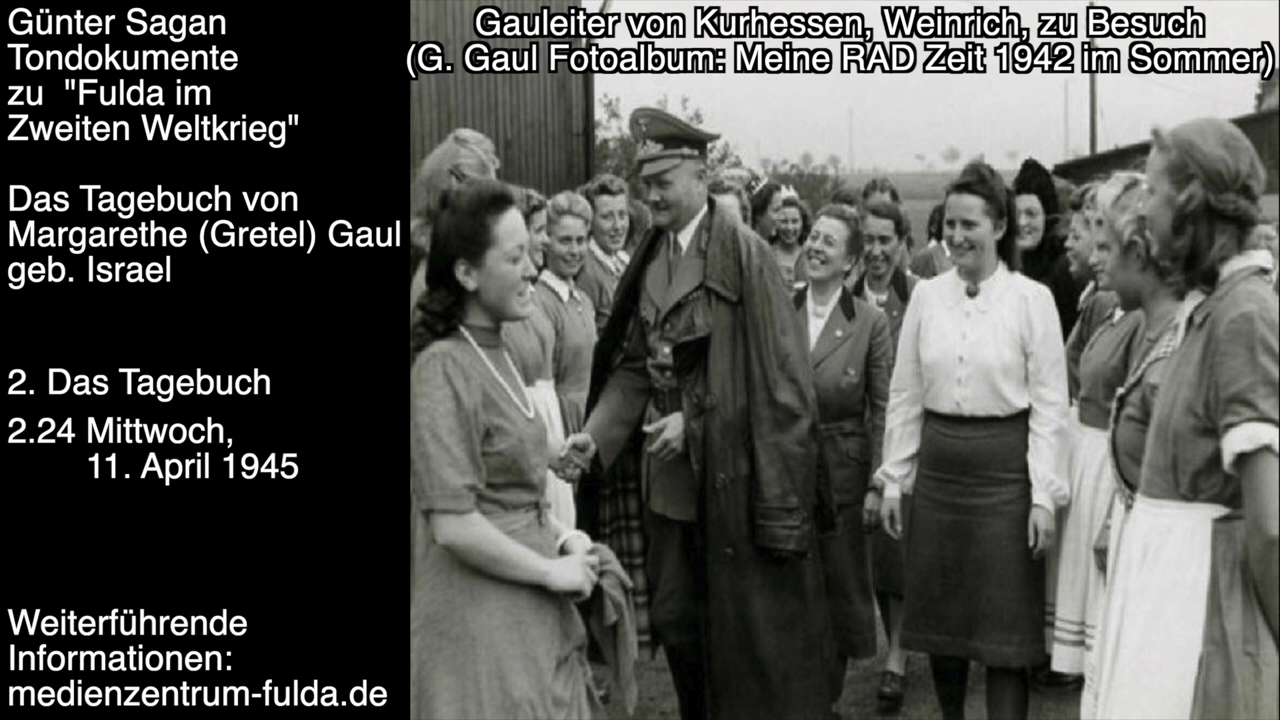 Günter Sagan
Tondokumente
zu "Fulda im
Zweiten Weltkrieg"
Das Tagebuch von
Margarethe (Gretel) Gaul
geb. Israel
2. Das Tagebuch
2.24 Mittwoch,
11. April 1945
Weiterführende
Informationen:
medienzentrum-fulda.de
Gauleiter von Kurhessen, Weinrich, zu Besuch
(G. Gaul Fotoalbum: Meine RAD Zeit 1942 im Sommer)